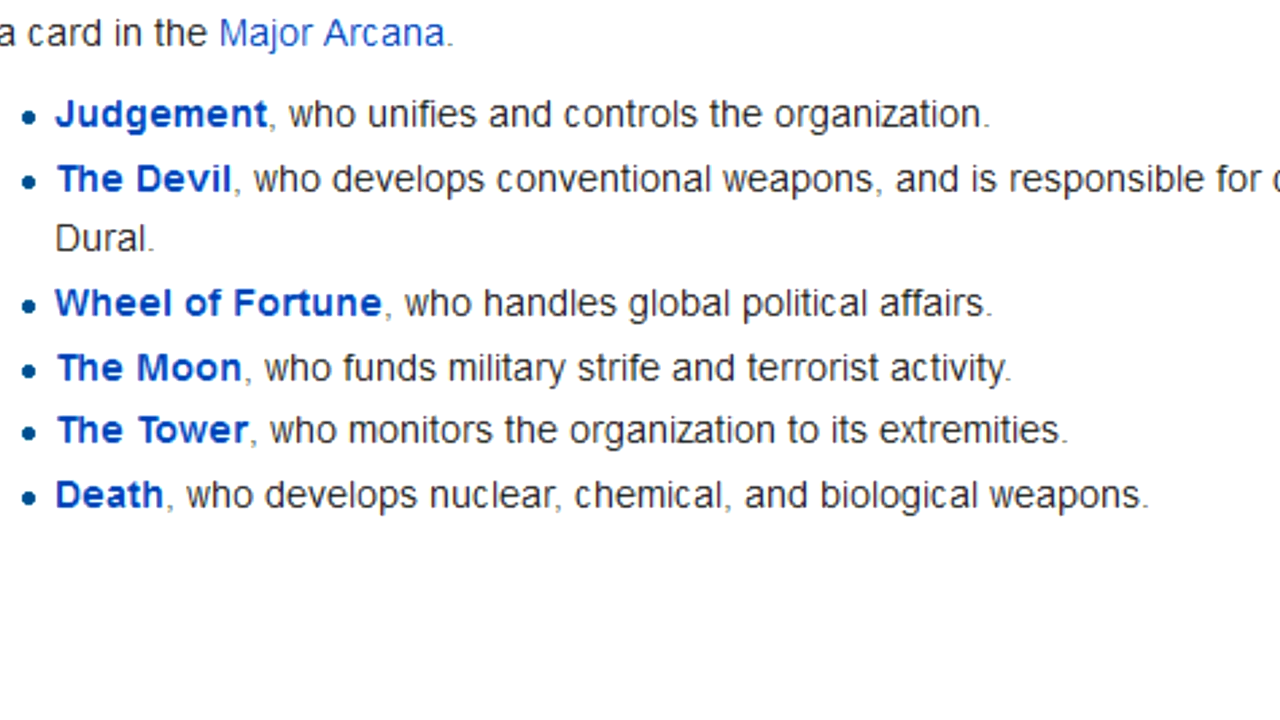 a card in the Major Arcana.
Judgement, who unifies and controls the organization.
The Devil, who develops conventional weapons, and is responsible for
Dural.
Wheel of Fortune, who handles global political affairs.
The Moon, who funds military strife and terrorist activity.
The Tower, who monitors the organization to its extremities.
Death, who develops nuclear, chemical, and biological weapons.